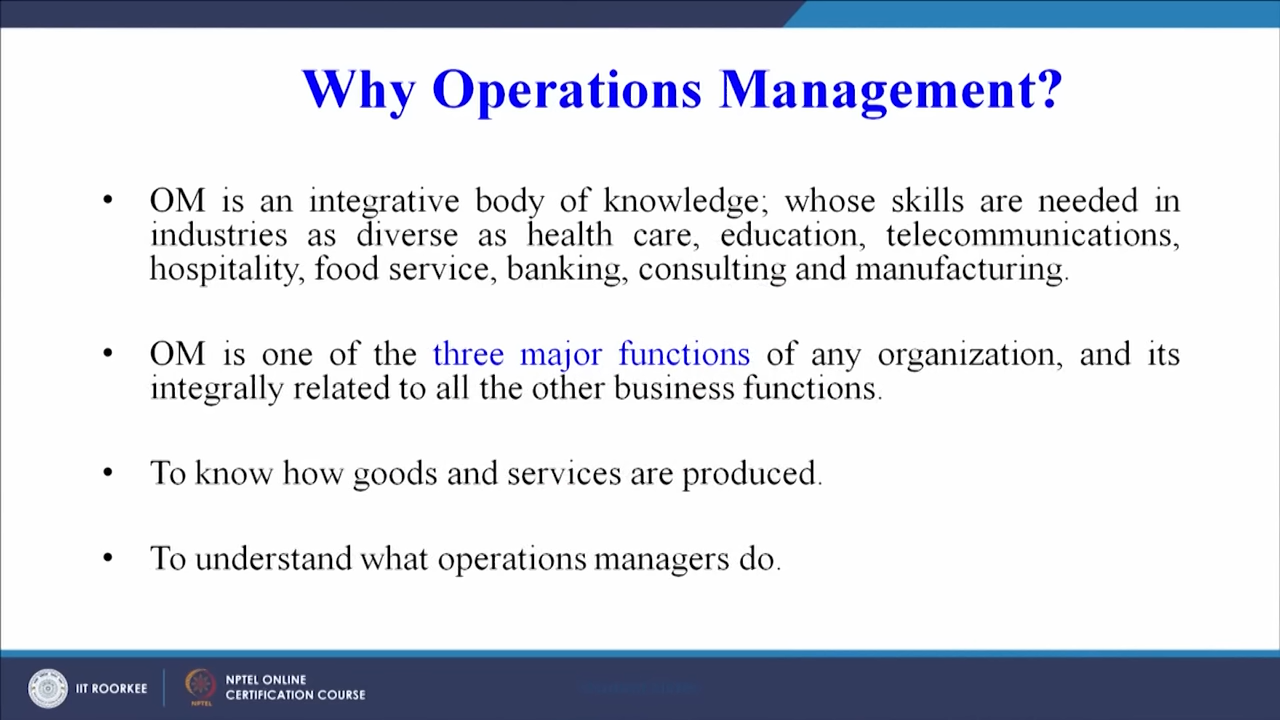 Why Operations Management?
• OM is an integrative body of knowledge; whose skills are needed in
industries as diverse as health care, education, telecommunications,
hospitality, food service, banking, consulting and manufacturing.
• OM is one of the three major functions of any organization, and its
integrally related to all the other business functions.
• To know how goods and services are produced.
• To understand what operations managers do.
IIT ROORKEE
NPTEL
NPTEL ONLINE
CERTIFICATION COURSE